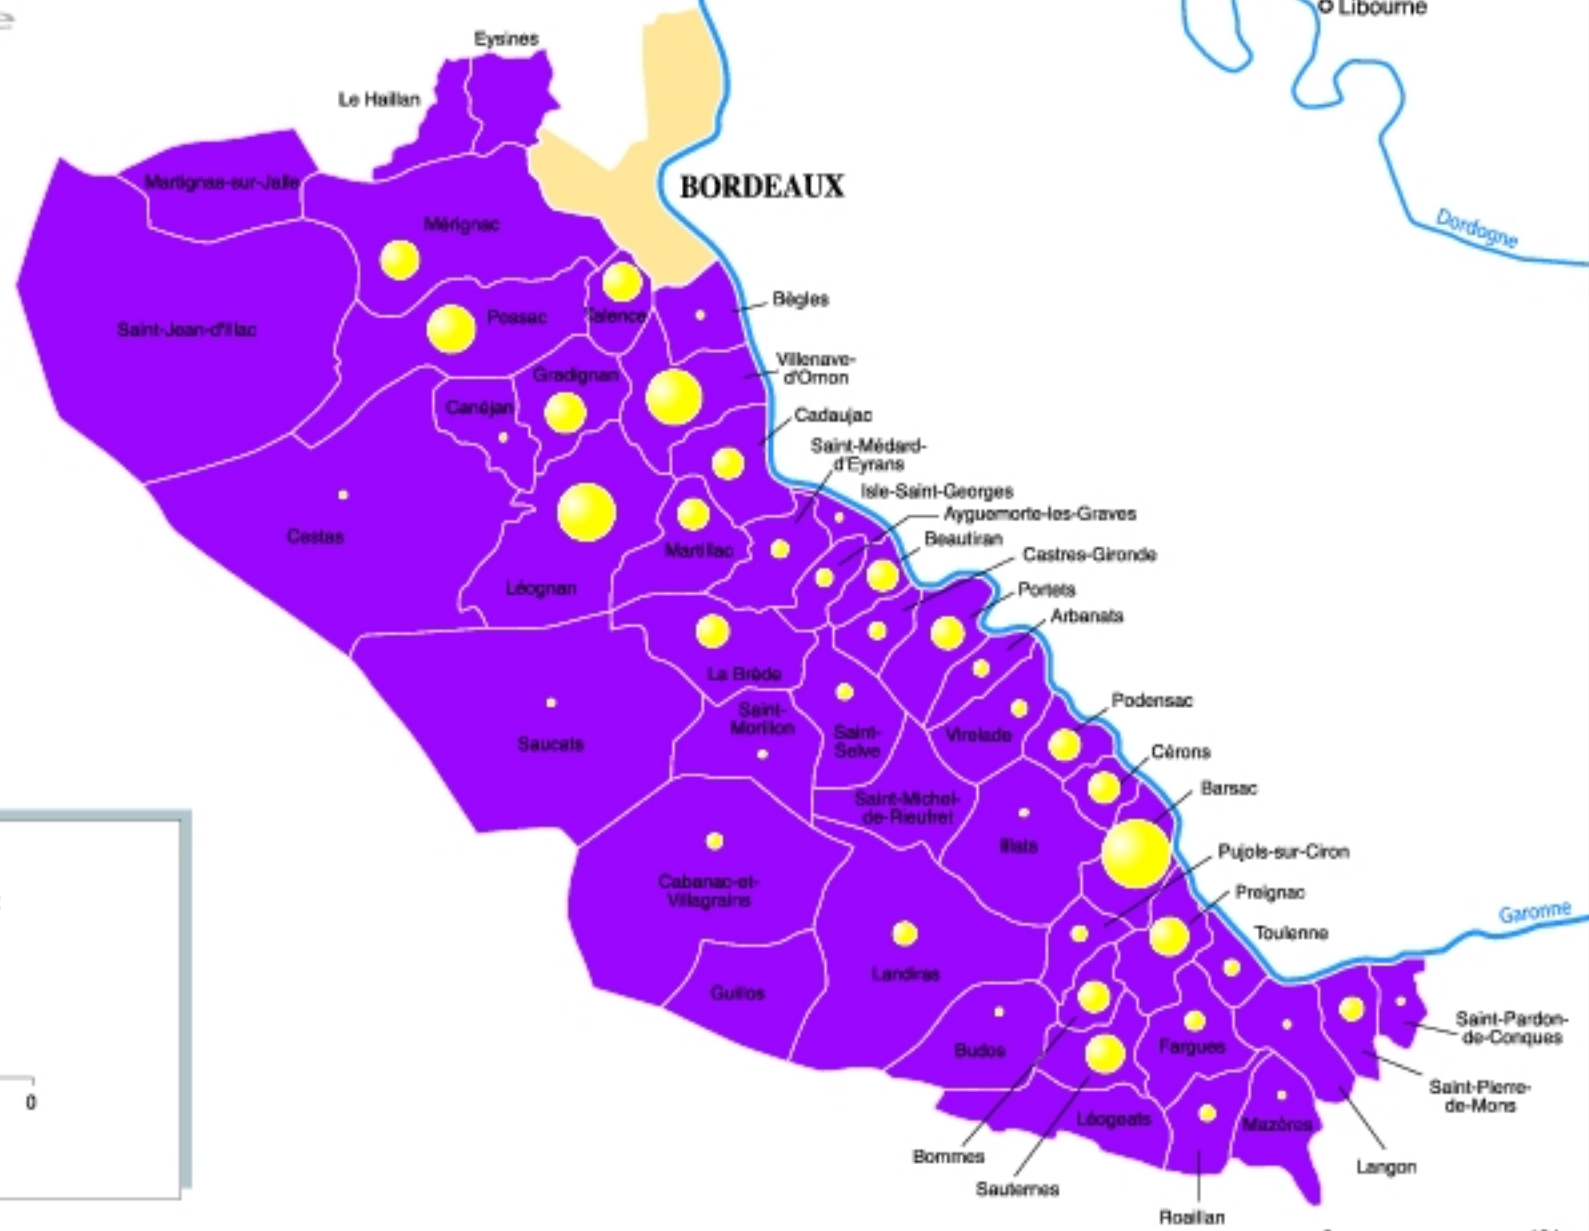 Libourne
Eysines
Le Haillan
Martignas-sur-Jalle
BORDEAUX
Mérignac
Dordogne
Saint-Jean-d'Illac
Pessac
Talence
Bègles
Villenave-
d'Ornon
Gradignan
Canéjan
Cadaujac
Saint-Médard-
d'Eyrans
Isle-Saint-Georges
Ayguemorte-les-Graves
Cestas
Beautiran
Martillac
Castres-Gironde
Léognan
Portets
Arbanats
La Brède
Podensac
Saint-
Morillon
Saint-
Selve
Virelade
Saucats
Cérons
Barsac
Saint-Michel-
de-Rieufret
Illats
Pujols-sur-Ciron
Cabanac-et-
Villagrains
Preignac
Garonne
Toulenne
Landiras
Guillos
Saint-Pardon-
de-Conques
Budos
Fargues
Saint-Pierre-
de-Mons
0
Léogeats
Mazères
Bommes
Langon
Sauternes
Roaillan